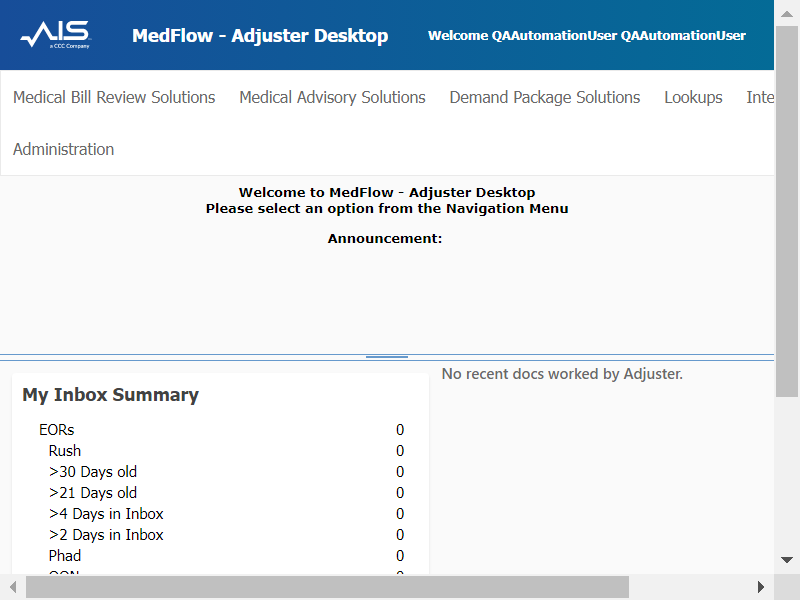 AIS
a CCC Company
MedFlow - Adjuster Desktop
Welcome QAAutomationUser QAAutomationUser
Medical Bill Review Solutions
Medical Advisory Solutions
Demand Package Solutions
Lookups
Inte
Administration
Welcome to MedFlow - Adjuster Desktop
Please select an option from the Navigation Menu
Announcement:
No recent docs worked by Adjuster.
My Inbox Summary
EORs 0
Rush 0
>30 Days old 0
>21 Days old 0
>4 Days in Inbox 0
>2 Days in Inbox 0
Phad 0